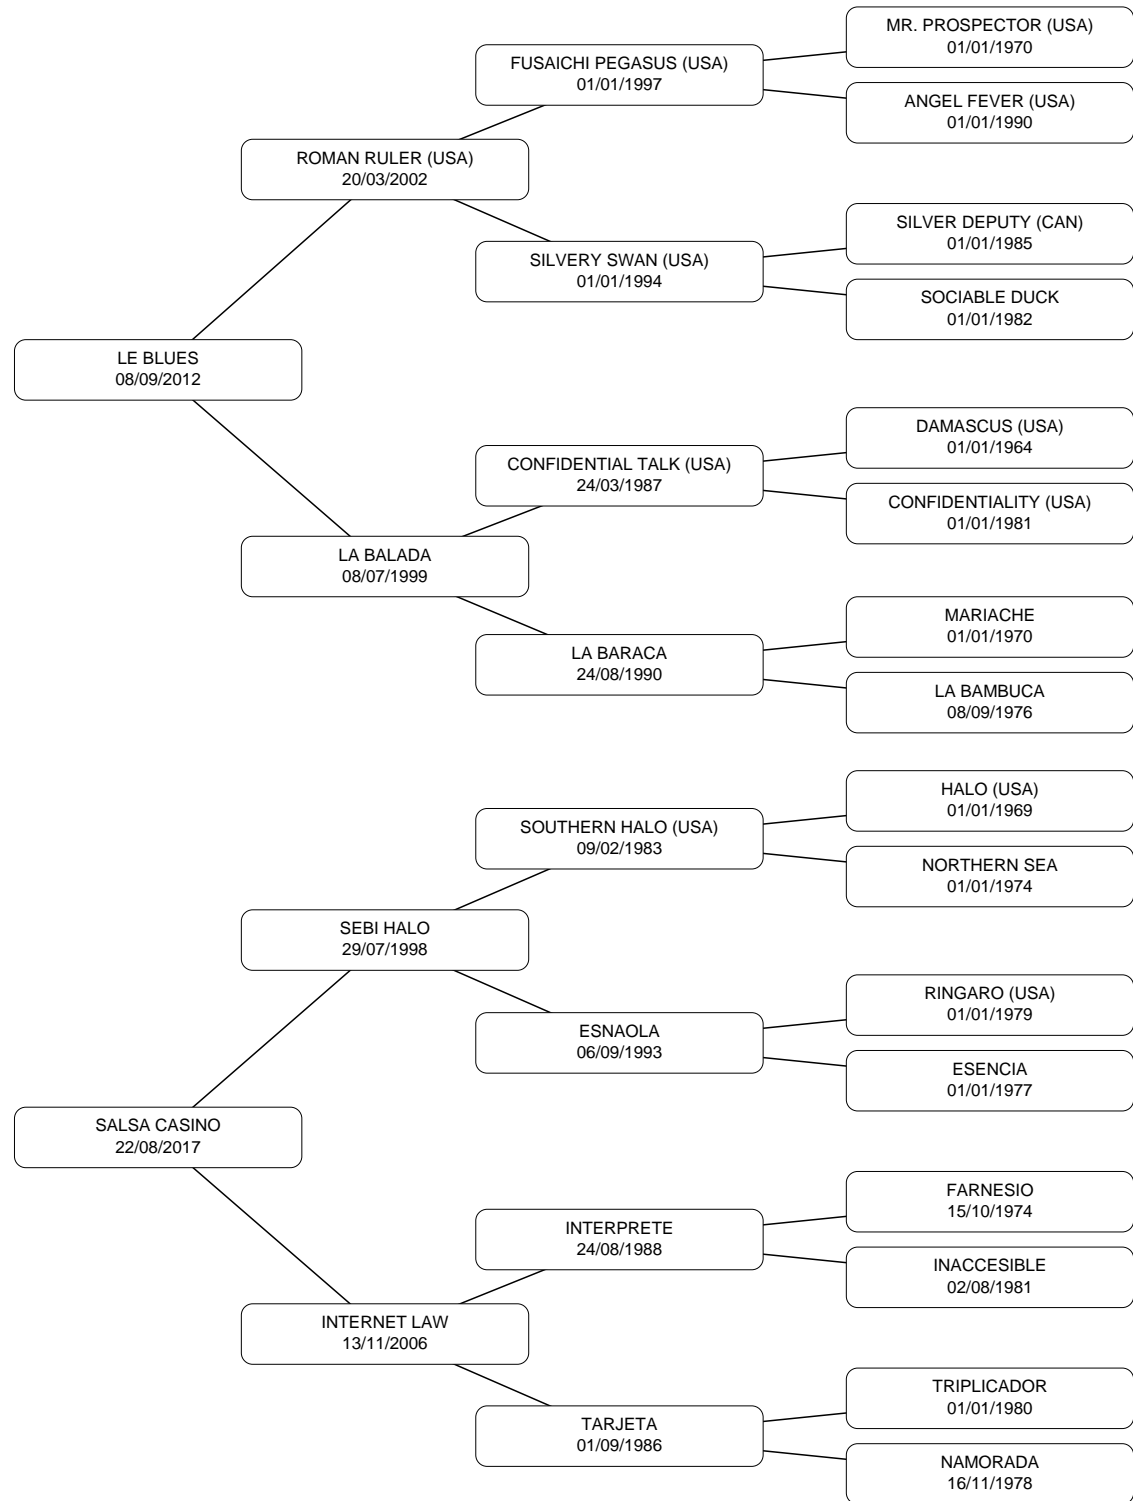 MR. PROSPECTOR (USA)
01/01/1970
FUSAICHI PEGASUS (USA)
01/01/1997
ANGEL FEVER (USA)
01/01/1990
ROMAN RULER (USA)
20/03/2002
SILVER DEPUTY (CAN)
01/01/1985
SILVERY SWAN (USA)
01/01/1994
SOCIABLE DUCK
01/01/1982
LE BLUES
08/09/2012
DAMASCUS (USA)
01/01/1964
CONFIDENTIAL TALK (USA)
24/03/1987
CONFIDENTIALITY (USA)
01/01/1981
LA BALADA
08/07/1999
MARIACHE
01/01/1970
LA BARACA
24/08/1990
LA BAMBUCA
08/09/1976
HALO (USA)
01/01/1969
SOUTHERN HALO (USA)
09/02/1983
NORTHERN SEA
01/01/1974
SEBI HALO
29/07/1998
RINGARO (USA)
01/01/1979
ESNAOLA
06/09/1993
ESENCIA
01/01/1977
SALSA CASINO
22/08/2017
FARNESIO
15/10/1974
INTERPRETE
24/08/1988
INACCESIBLE
02/08/1981
INTERNET LAW
13/11/2006
TRIPLICADOR
01/01/1980
TARJETA
01/09/1986
NAMORADA
16/11/1978